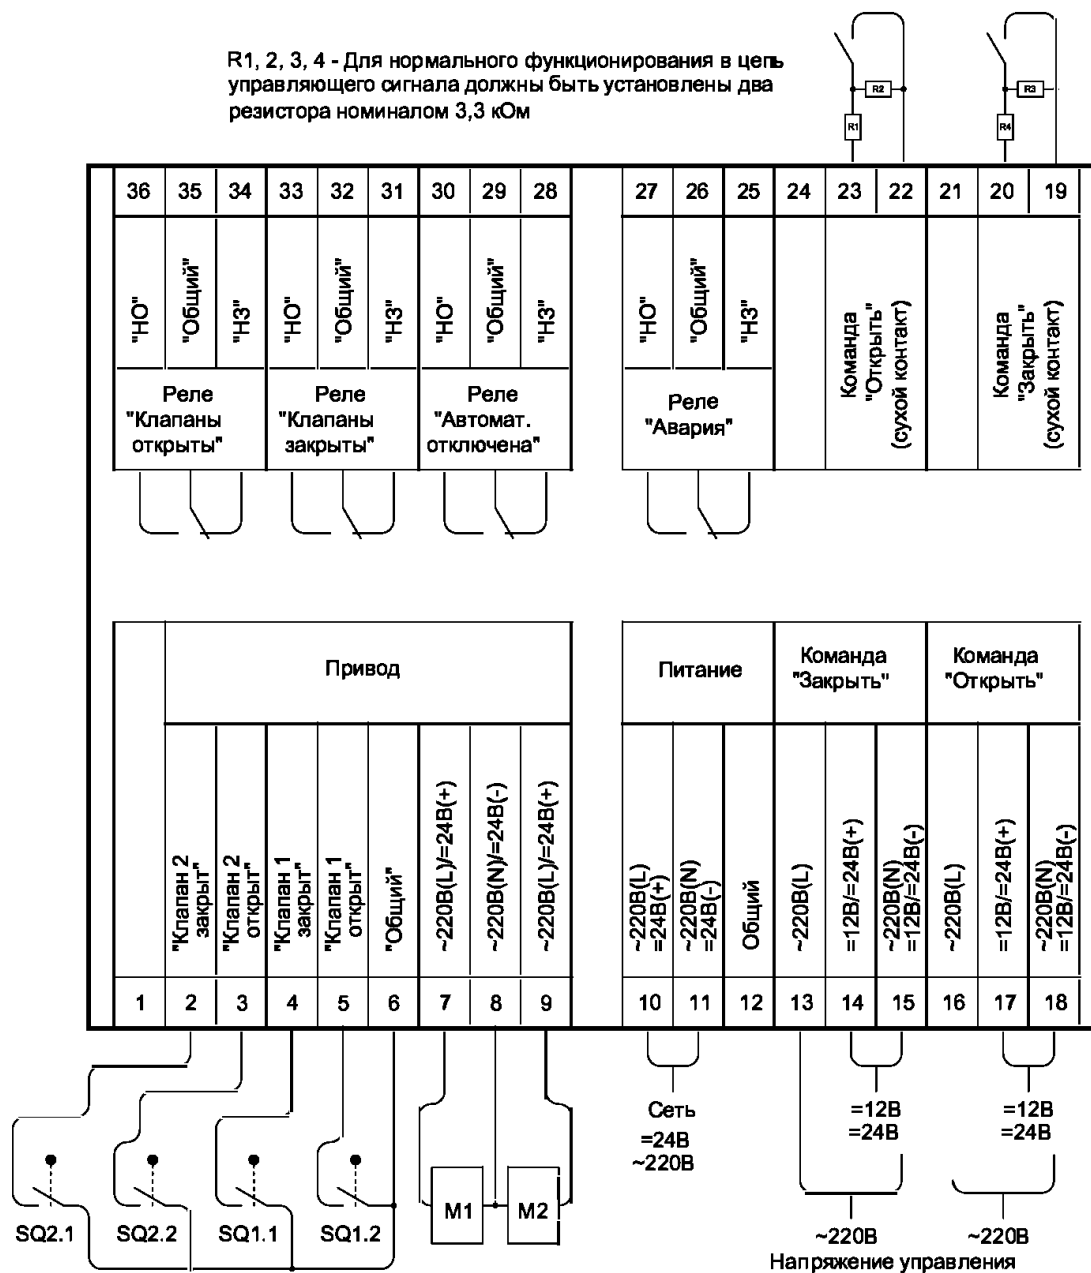 R1, 2, 3, 4 - Для нормального функционирования в цепь
управляющего сигнала должны быть установлены два
резистора номиналом 3,3 кОм
R2
R1
R3
R4
36 35 34 33 32 31 30 29 28 27 26 25 24 23 22 21 20 19
"НО"
"Общий"
"НЗ"
"НО"
"Общий"
"НЗ"
"НО"
"Общий"
"НЗ"
"НО"
"Общий"
"НЗ"
Реле
"Клапаны
открыты"
Реле
"Клапаны
закрыты"
Реле
"Автомат.
отключена"
Реле
"Авария"
Команда
"Открыть"
(сухой контакт)
Команда
"Закрыть"
(сухой контакт)
Привод
Питание
Команда
"Закрыть"
Команда
"Открыть"
"Клапан 2
закрыт"
"Клапан 2
открыт"
"Клапан 1
закрыт"
"Клапан 1
открыт"
"Общий"
~220В(L)/=24В(+)
~220В(N)/=24В(-)
~220В(L)/=24В(+)
~220В(L)
=24В(+)
~220В(N)
=24В(-)
Общий
~220В(L)
=12В/=24В(+)
~220В(N)
=12В/=24В(-)
~220В(L)
=12В/=24В(+)
~220В(N)
=12В/=24В(-)
1 2 3 4 5 6 7 8 9 10 11 12 13 14 15 16 17 18
Сеть
=24В
~220В
=12В
=24В
=12В
=24В
M1
M2
SQ2.1
SQ2.2
SQ1.1
SQ1.2
~220В
~220В
Напряжение управления